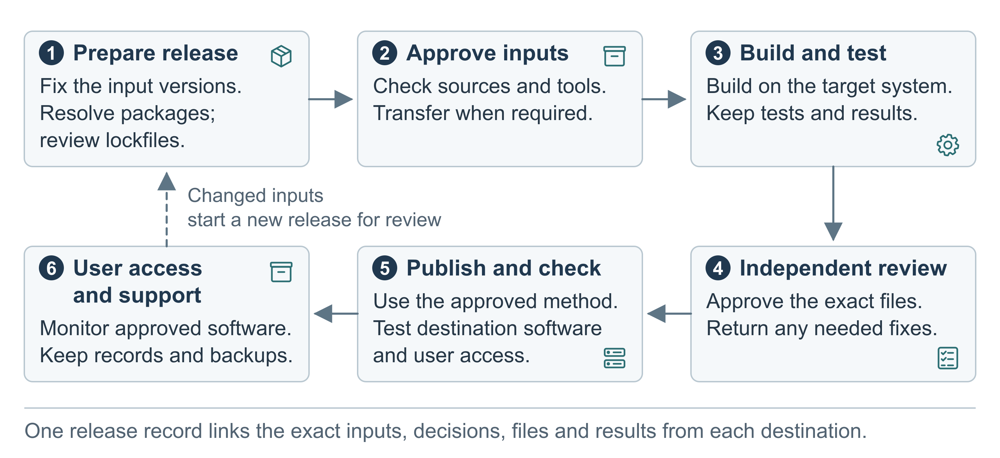 1 Prepare release
Fix the input versions.
Resolve packages;
review lockfiles.
2 Approve inputs
Check sources and tools.
Transfer when required.
3 Build and test
Build on the target system.
Keep tests and results.
Changed inputs
start a new release for review
4 Independent review
Approve the exact files.
Return any needed fixes.
5 Publish and check
Use the approved method.
Test destination software
and user access.
6 User access
and support
Monitor approved software.
Keep records and backups.
One release record links the exact inputs, decisions, files and results from each destination.